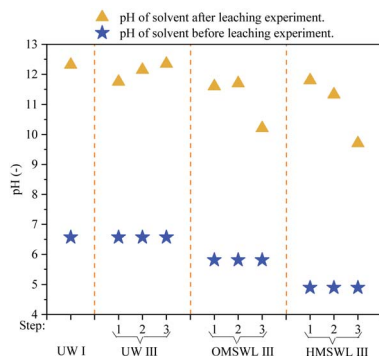 pH of solvent after leaching experiment.
pH of solvent before leaching experiment.
13
12
11
10
9
8
7
6
5
4
pH (-)
Step: 1 2 3 1 2 3 1 2 3
UW I UW III OMSWL III HMSWL III